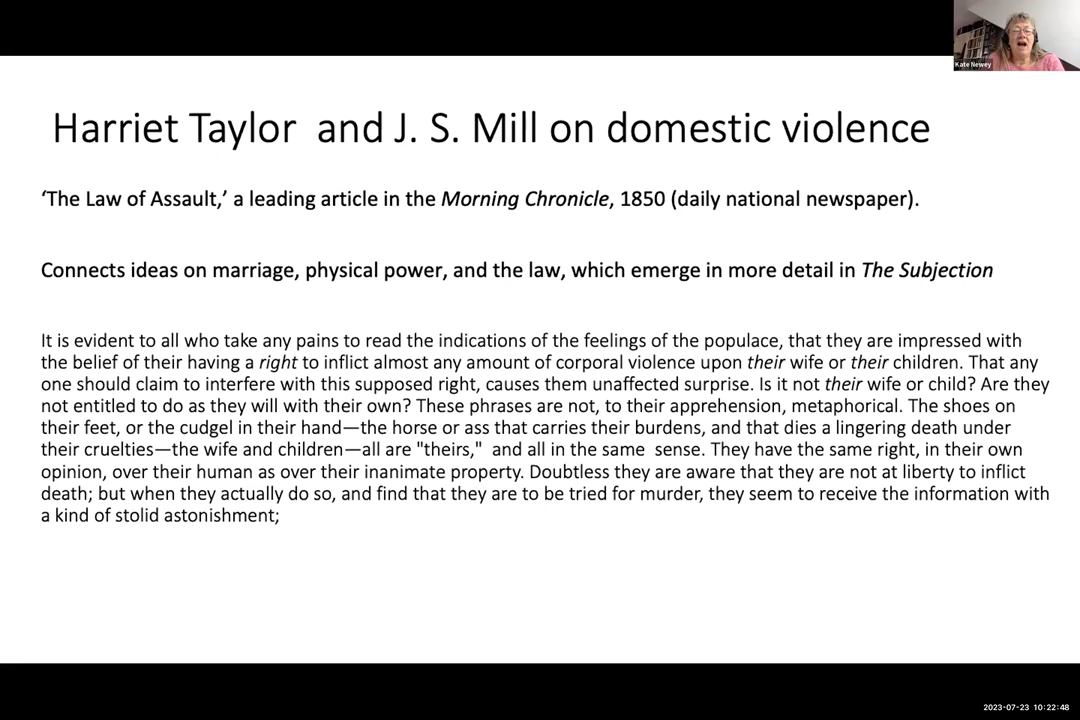 Kate Newey
Harriet Taylor  and J. S. Mill on domestic violence
‘The Law of Assault,’ a leading article in the Morning Chronicle, 1850 (daily national newspaper).
Connects ideas on marriage, physical power, and the law, which emerge in more detail in The Subjection
It is evident to all who take any pains to read the indications of the feelings of the populace, that they are impressed with
the belief of their having a right to inflict almost any amount of corporal violence upon their wife or their children. That any
one should claim to interfere with this supposed right, causes them unaffected surprise. Is it not their wife or child? Are they
not entitled to do as they will with their own? These phrases are not, to their apprehension, metaphorical. The shoes on
their feet, or the cudgel in their hand—the horse or ass that carries their burdens, and that dies a lingering death under
their cruelties—the wife and children—all are "theirs,"  and all in the same  sense. They have the same right, in their own
opinion, over their human as over their inanimate property. Doubtless they are aware that they are not at liberty to inflict
death; but when they actually do so, and find that they are to be tried for murder, they seem to receive the information with
a kind of stolid astonishment;
2023-07-23 10:22:48